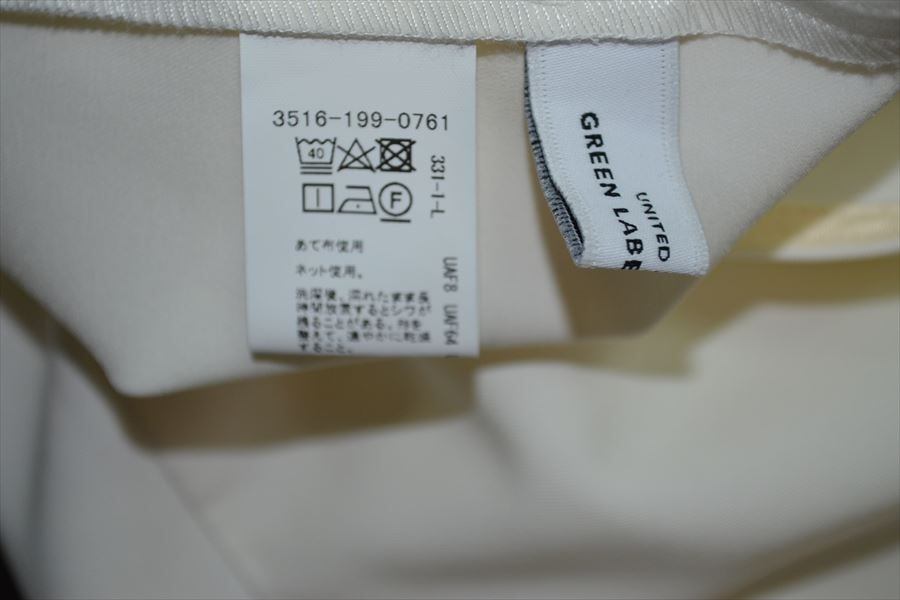 3516-199-0761
40
F
あて布使用
ネット使用。
洗濯後、濡れたまま長
時間放置するとシワが
残ることがある。形を
整えて、速やかに乾燥
すること。
331-I-L
UAF8 UAF64
GREEN LABE
UNITED